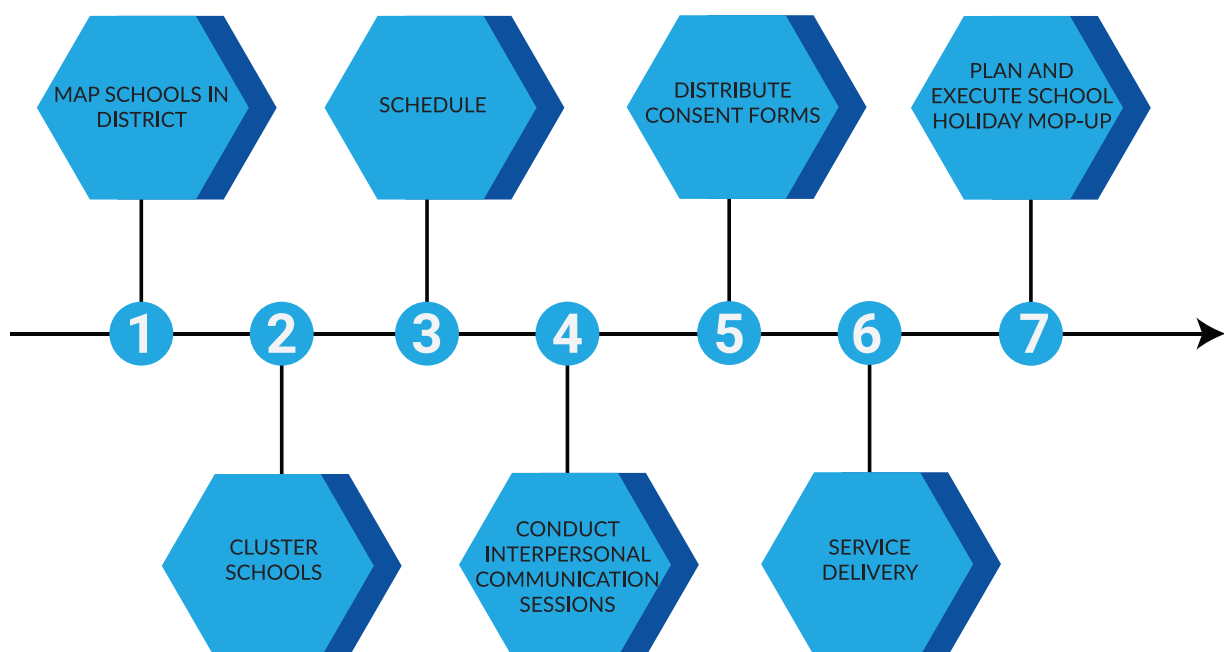 MAP SCHOOLS IN
DISTRICT
SCHEDULE
DISTRIBUTE
CONSENT FORMS
PLAN AND
EXECUTE SCHOOL
HOLIDAY MOP-UP
1
2
3
4
5
6
7
CLUSTER
SCHOOLS
CONDUCT
INTERPERSONAL
COMMUNICATION
SESSIONS
SERVICE
DELIVERY